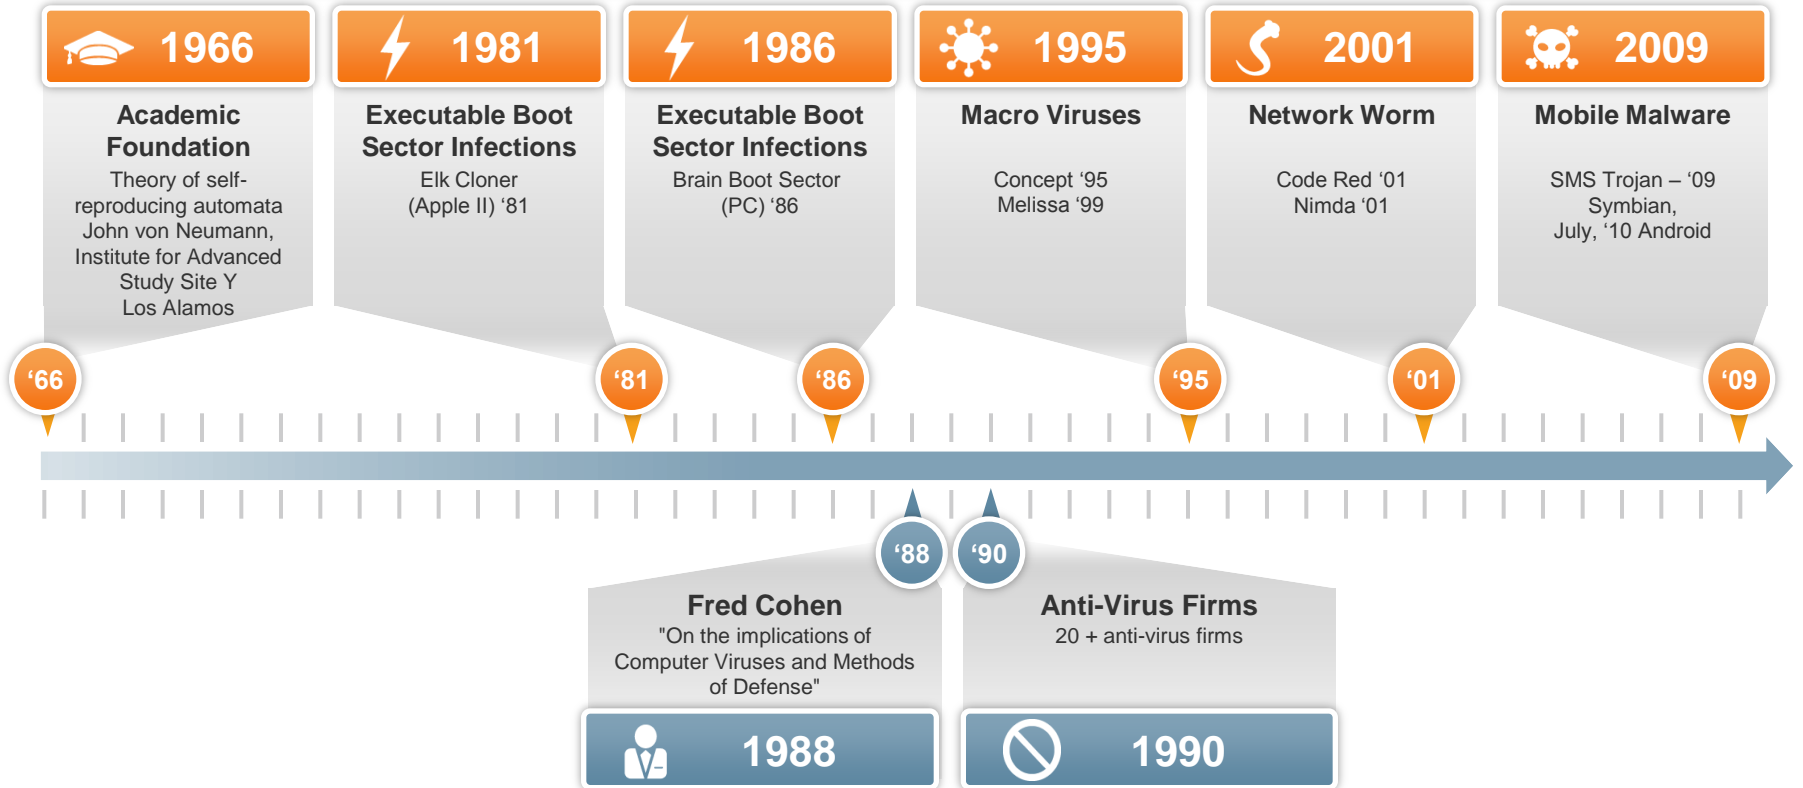 1966
Academic
Foundation
Theory of self-
reproducing automata
John von Neumann,
Institute for Advanced
Study Site Y
Los Alamos
1981
Executable Boot
Sector Infections
Elk Cloner
(Apple II) ‘81
1986
Executable Boot
Sector Infections
Brain Boot Sector
(PC) ‘86
1995
Macro Viruses
Concept ‘95
Melissa ‘99
2001
Network Worm
Code Red ‘01
Nimda ‘01
2009
Mobile Malware
SMS Trojan – ‘09
Symbian,
July, ‘10 Android
‘66
‘81
‘86
‘95
‘01
‘09
‘88
‘90
Fred Cohen
"On the implications of
Computer Viruses and Methods
of Defense"
1988
Anti-Virus Firms
20 + anti-virus firms
1990